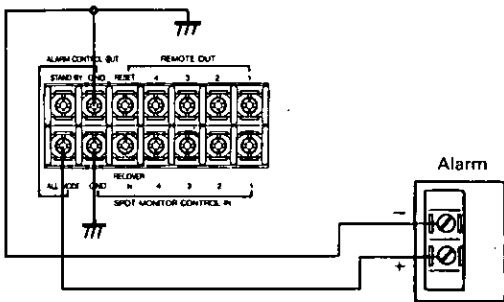 ALARM CONTROL OUT REMOTE OUT
STAND BY GND RESET 4 3 2 1
RECOVER
ALL MODE GND IN 4 3 2 1
SPOT MONITOR CONTROL IN
Alarm
−
+